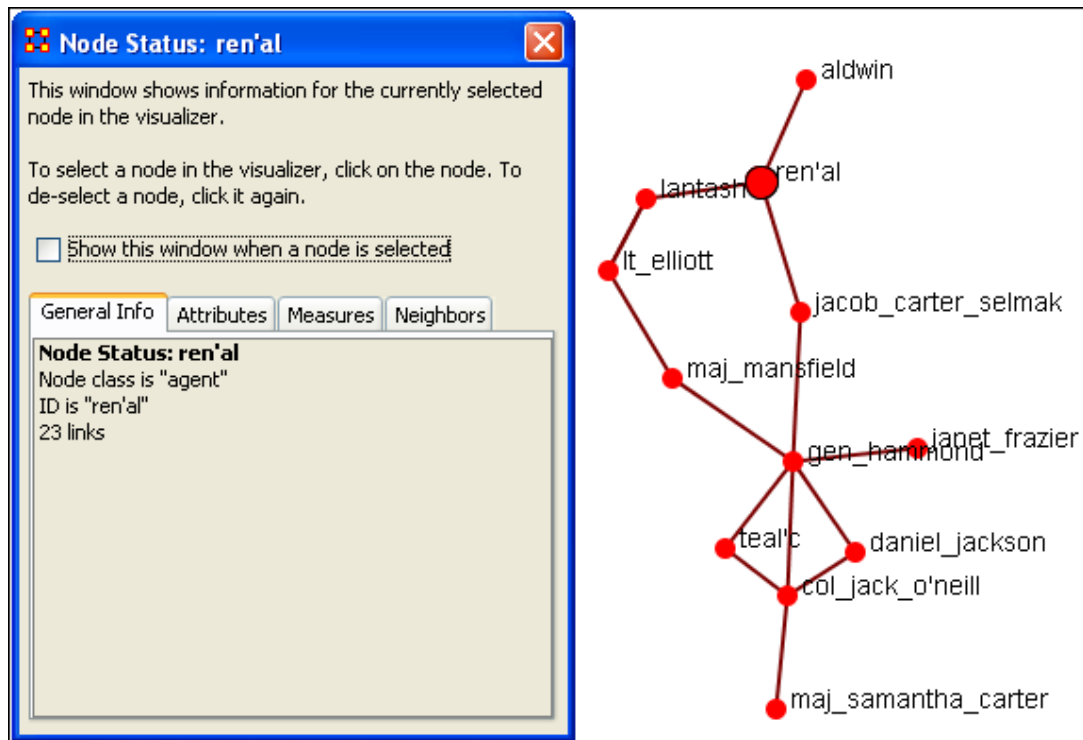 Node Status: ren'al
This window shows information for the currently selected
node in the visualizer.
To select a node in the visualizer, click on the node. To
de-select a node, click it again.
Show this window when a node is selected
General Info Attributes Measures Neighbors
Node Status: ren'al
Node class is "agent"
ID is "ren'al"
23 links
aldwin
ren'al
lantash
lt_elliott
jacob_carter_selmak
maj_mansfield
janet_frazier
gen_hammond
teal'c
daniel_jackson
col_jack_o'neill
maj_samantha_carter